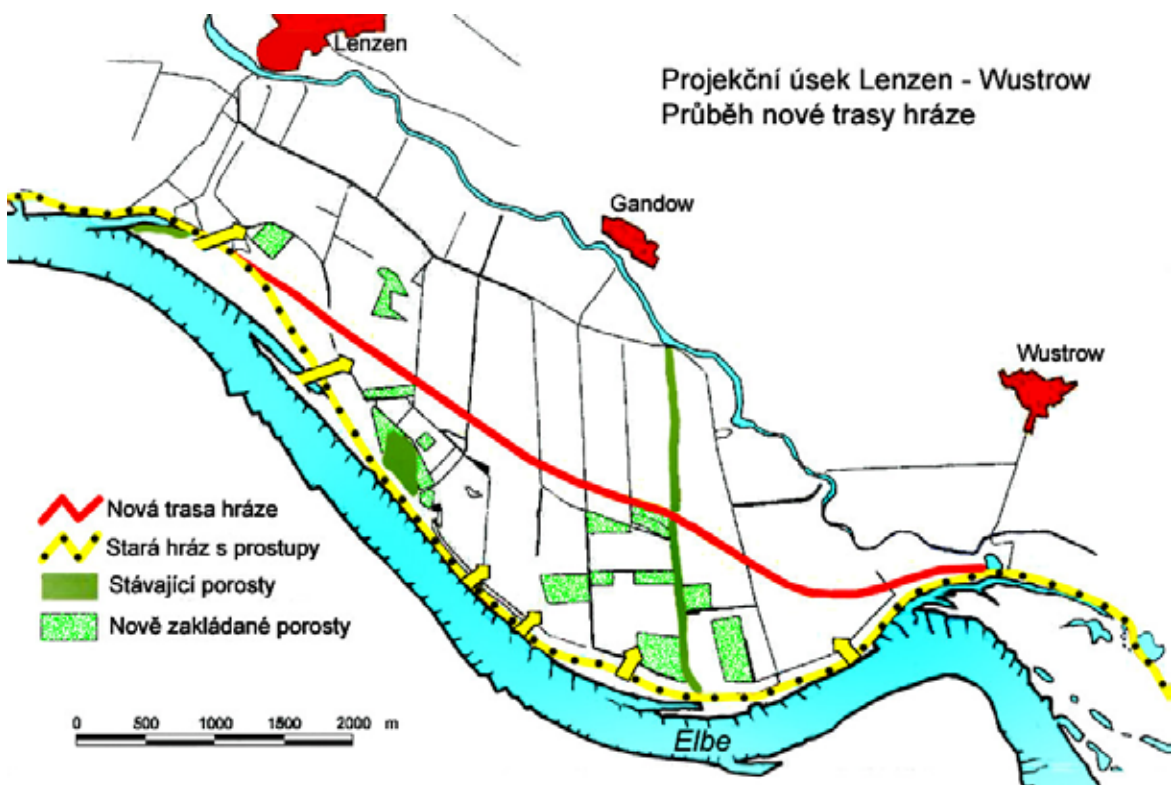 Lenzen
Projekční úsek Lenzen - Wustrow
Průběh nové trasy hráze
Gandow
Wustrow
Nová trasa hráze
Stará hráz s prostupy
Stávající porosty
Nově zakládané porosty
0 500 1000 1500 2000 m
Elbe